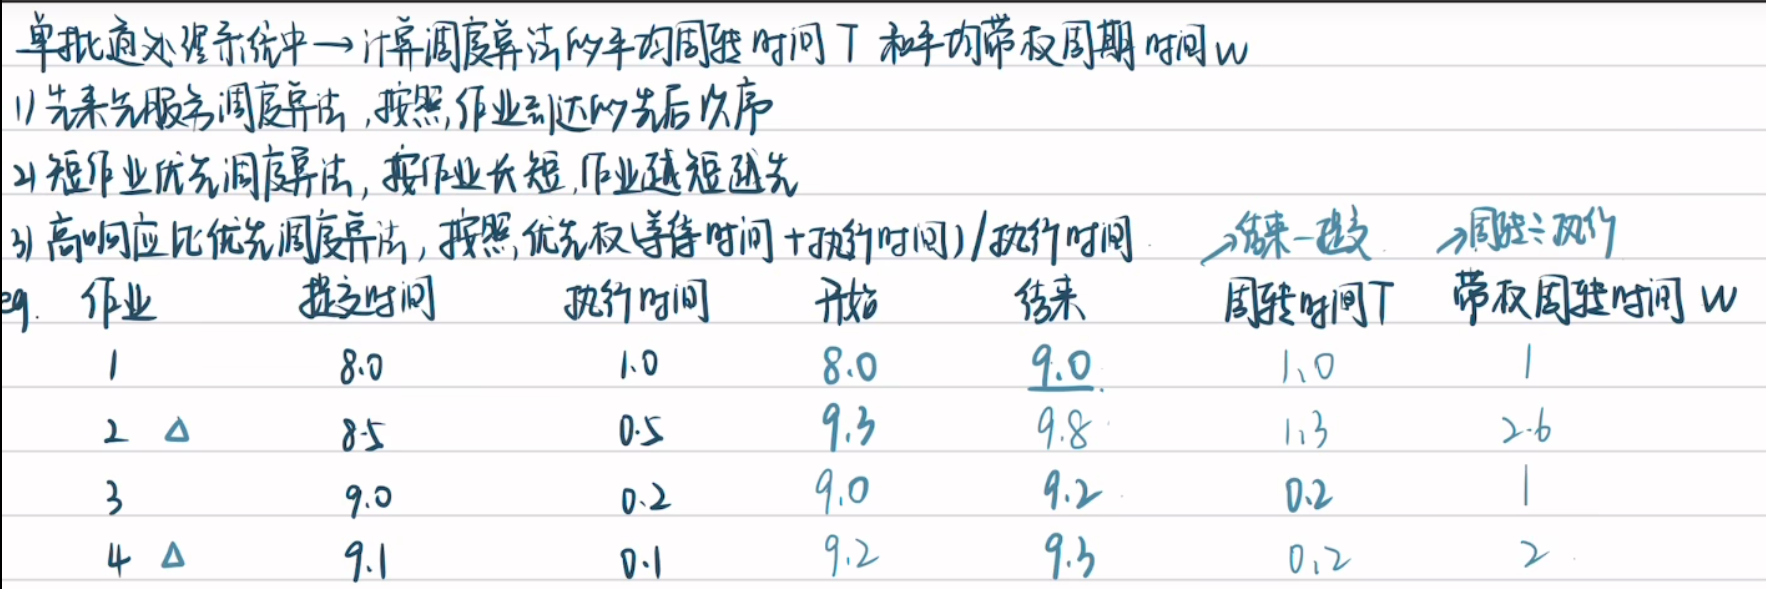 单批道处理系统中→计算调度算法的平均周转时间T 和平均带权周期时间W
1) 先来先服务调度算法,按照作业到达的先后次序
2) 短作业优先调度算法,按作业长短,作业越短越先
3) 高响应比优先调度算法,按照优先权(等待时间+执行时间)/执行时间 →结束-提交 →周转÷执行
eg. 作业 提交时间 执行时间 开始 结束 周转时间T 带权周转时间 W
1 8.0 1.0 8.0 9.0 1.0 1
2 △ 8.5 0.5 9.3 9.8 1.3 2.6
3 9.0 0.2 9.0 9.2 0.2 1
4 △ 9.1 0.1 9.2 9.3 0.2 2